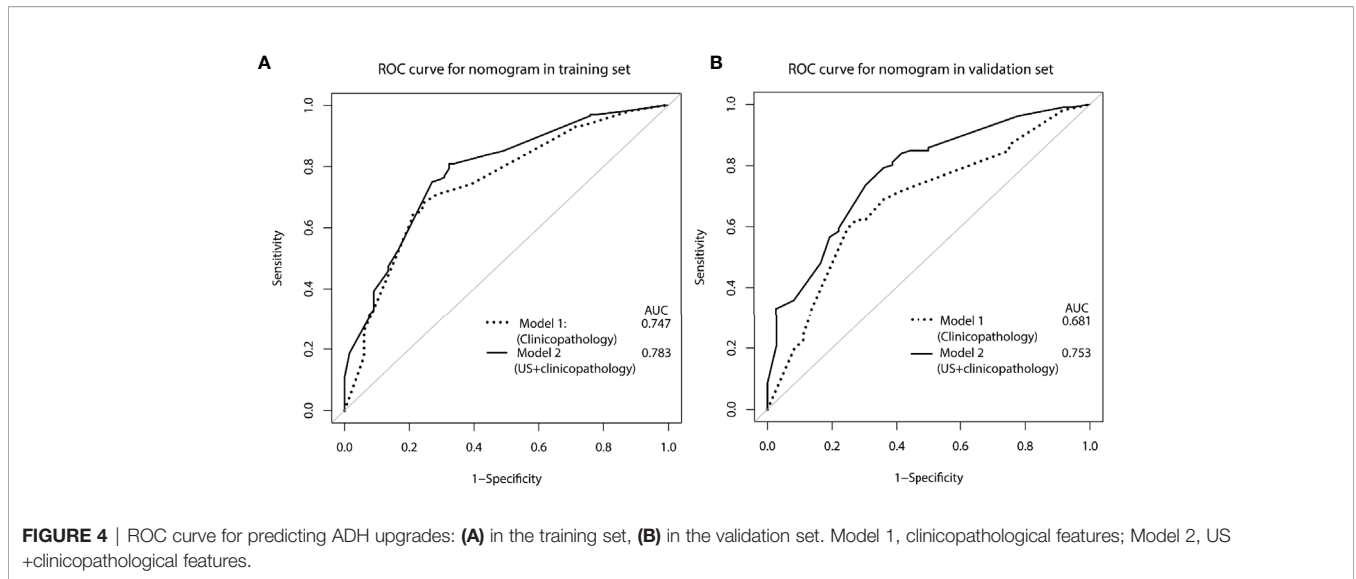 A
ROC curve for nomogram in training set
Sensitivity
1.0
0.8
0.6
0.4
0.2
0.0
AUC
Model 1: 0.747
(Clinicopathology)
Model 2 0.783
(US+clinicopathology)
0.0 0.2 0.4 0.6 0.8 1.0
1−Specificity
B
ROC curve for nomogram in validation set
Sensitivity
1.0
0.8
0.6
0.4
0.2
0.0
AUC
Model 1 0.681
(Clinicopathology)
Model 2 0.753
(US+clinicopathology)
0.0 0.2 0.4 0.6 0.8 1.0
1−Specificity
FIGURE 4 | ROC curve for predicting ADH upgrades: (A) in the training set, (B) in the validation set. Model 1, clinicopathological features; Model 2, US
+clinicopathological features.